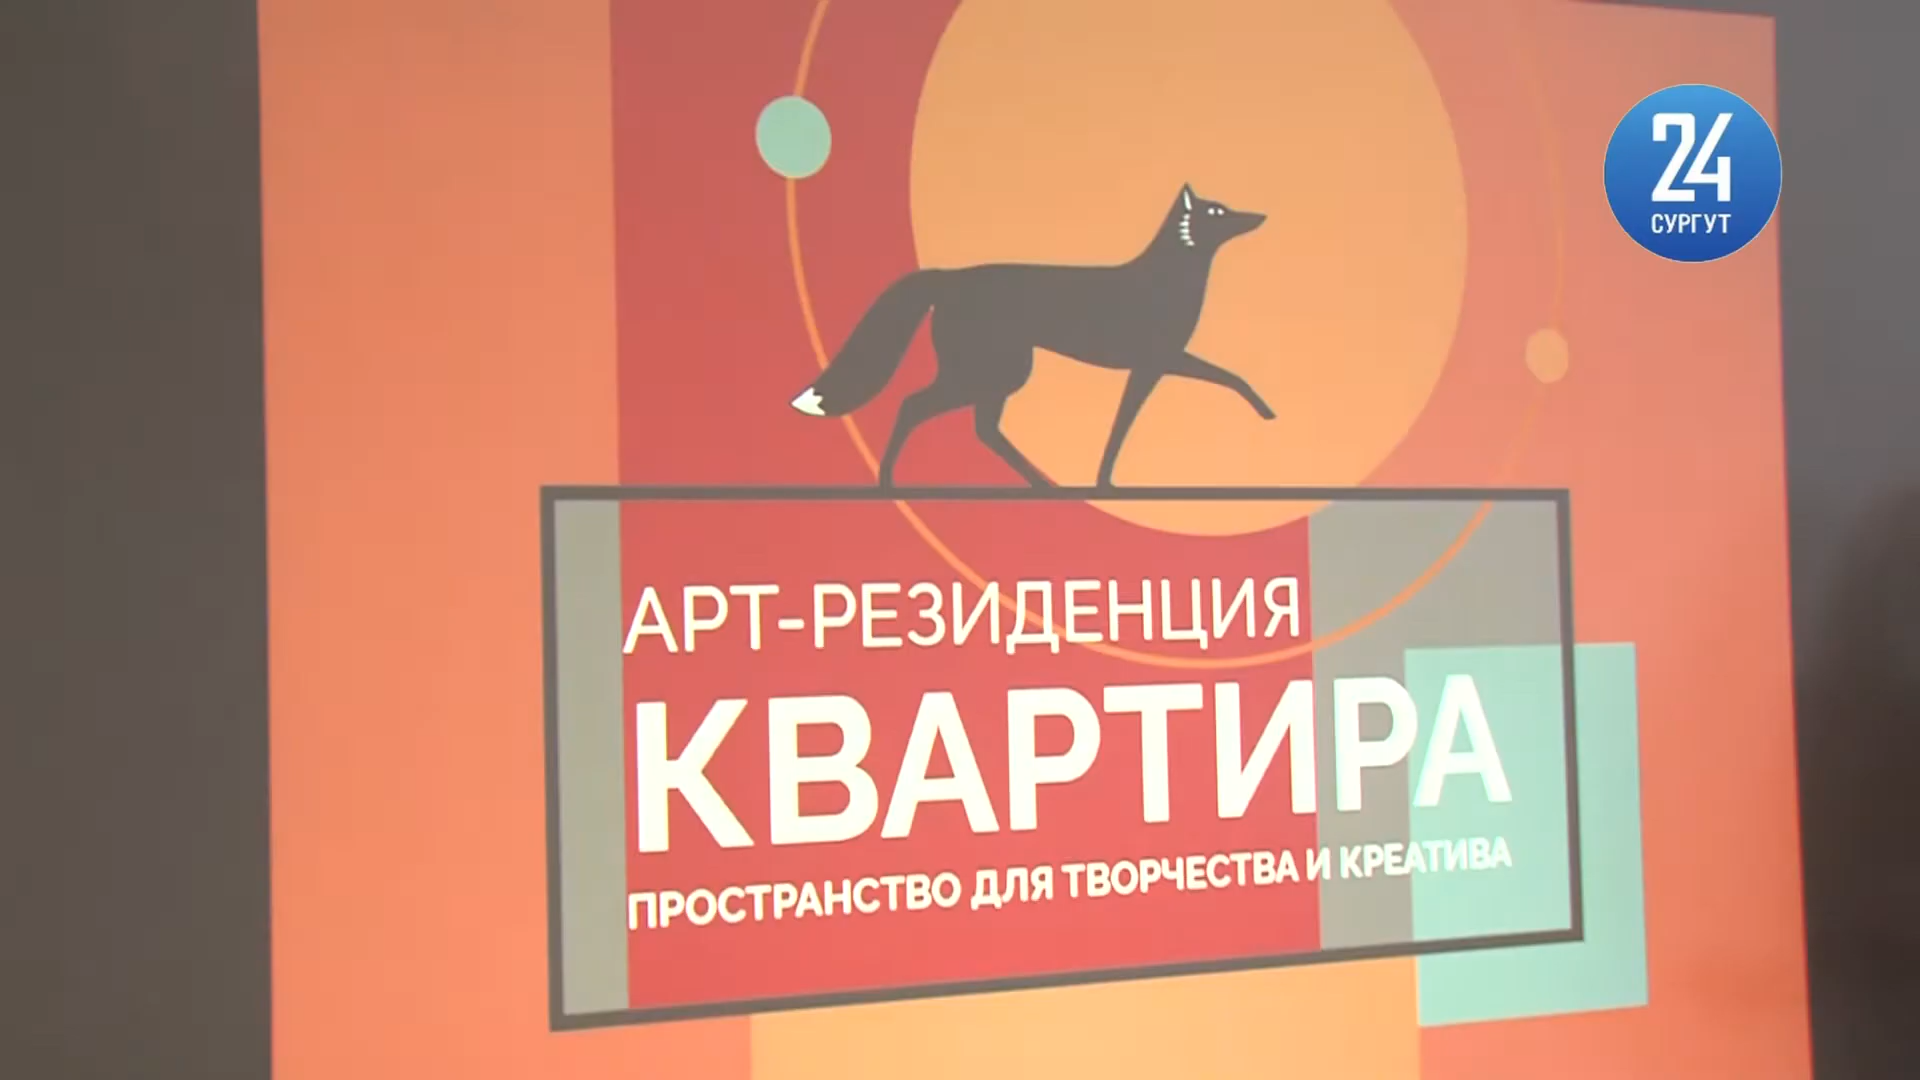 24
СУРГУТ
АРТ-РЕЗИДЕНЦИЯ
КВАРТИРА
ПРОСТРАНСТВО ДЛЯ ТВОРЧЕСТВА И КРЕАТИВА